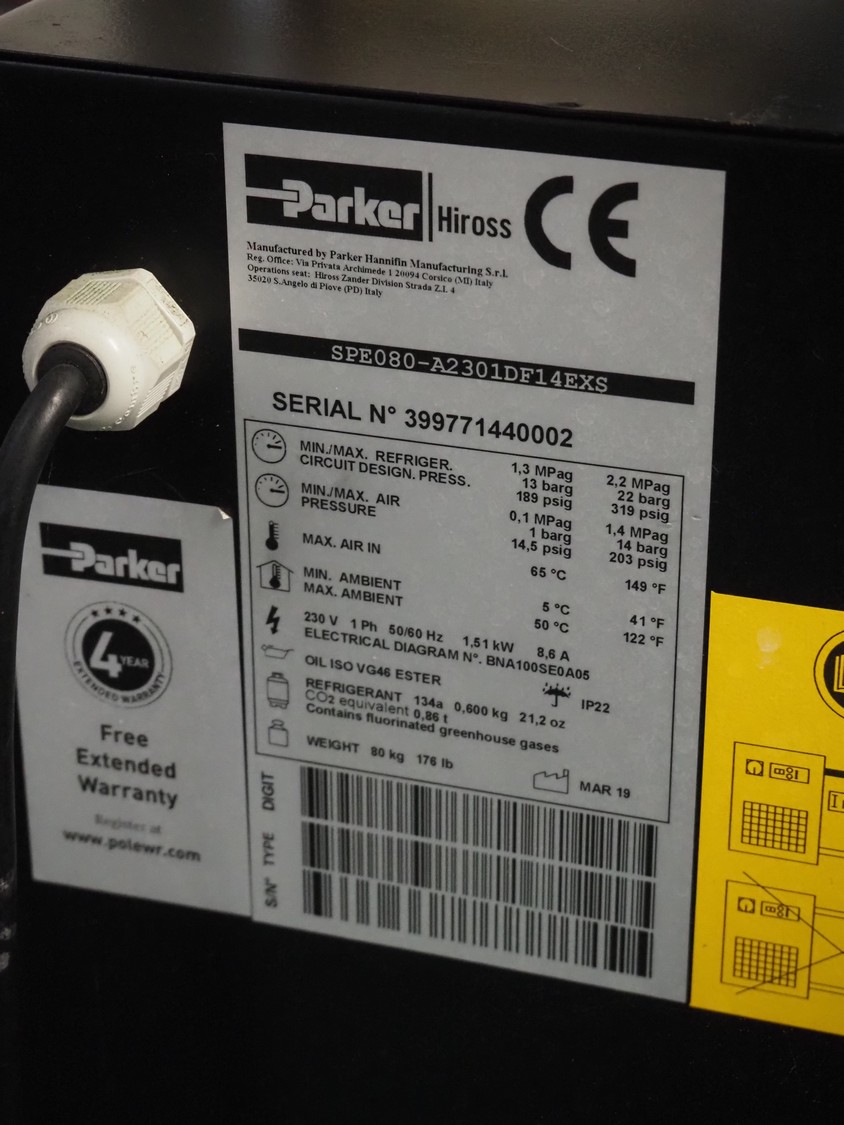 Parker Hiross CE
Manufactured by Parker Hannifin Manufacturing S.r.l.
Reg. Office: Via Privata Archimede 1 20094 Corsico (MI) Italy
Operations seat: Hiross Zander Division Strada Z.I. 4
35020 S.Angelo di Piove (PD) Italy
SPE080-A2301DF14EXS
SERIAL N° 399771440002
MIN./MAX. REFRIGER. 1,3 MPag 2,2 MPag
CIRCUIT DESIGN. PRESS. 13 barg 22 barg
189 psig 319 psig
MIN./MAX. AIR 0,1 MPag 1,4 MPag
PRESSURE 1 barg 14 barg
14,5 psig 203 psig
MAX. AIR IN 65 °C 149 °F
MIN. AMBIENT 5 °C 41 °F
MAX. AMBIENT 50 °C 122 °F
230 V 1 Ph 50/60 Hz 1,51 kW 8,6 A
ELECTRICAL DIAGRAM N°. BNA100SE0A05
OIL ISO VG46 ESTER IP22
REFRIGERANT 134a 0,600 kg 21,2 oz
CO2 equivalent 0,86 t
Contains fluorinated greenhouse gases
WEIGHT 80 kg 176 lb
MAR 19
DIGIT
TYPE
S/N°
Parker
4 YEAR
EXTENDED WARRANTY
Free
Extended
Warranty
Register at
www.polewr.com